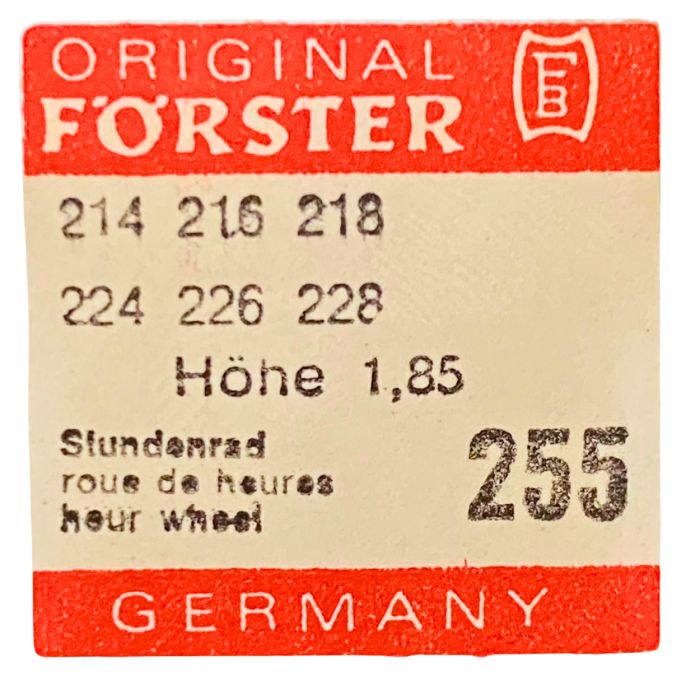 ORIGINAL
FÖRSTER
214 216 218
224 226 228
Höhe 1,85
Stundenrad
roue de heures
hour wheel
255
GERMANY